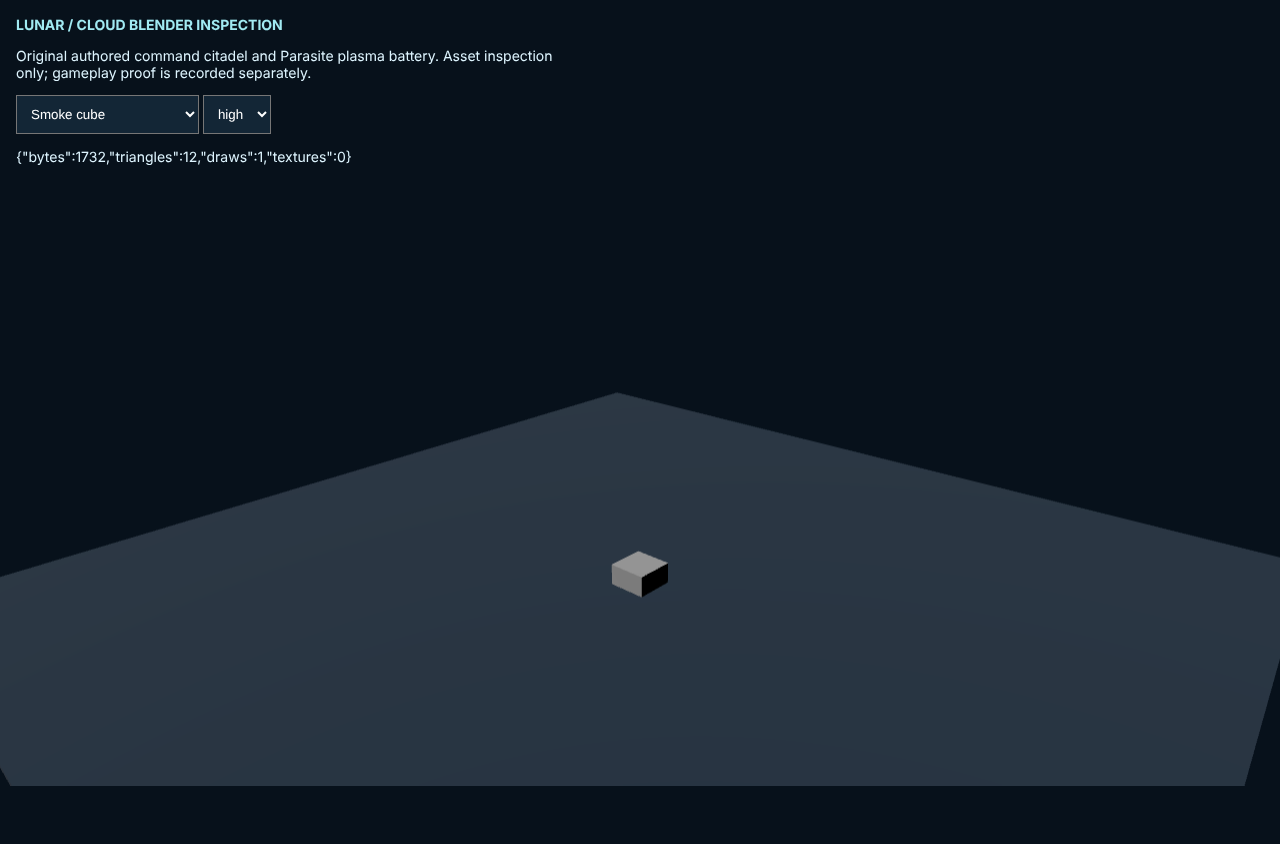 LUNAR / CLOUD BLENDER INSPECTION
Original authored command citadel and Parasite plasma battery. Asset inspection
only; gameplay proof is recorded separately.
Smoke cube high
{"bytes":1732,"triangles":12,"draws":1,"textures":0}